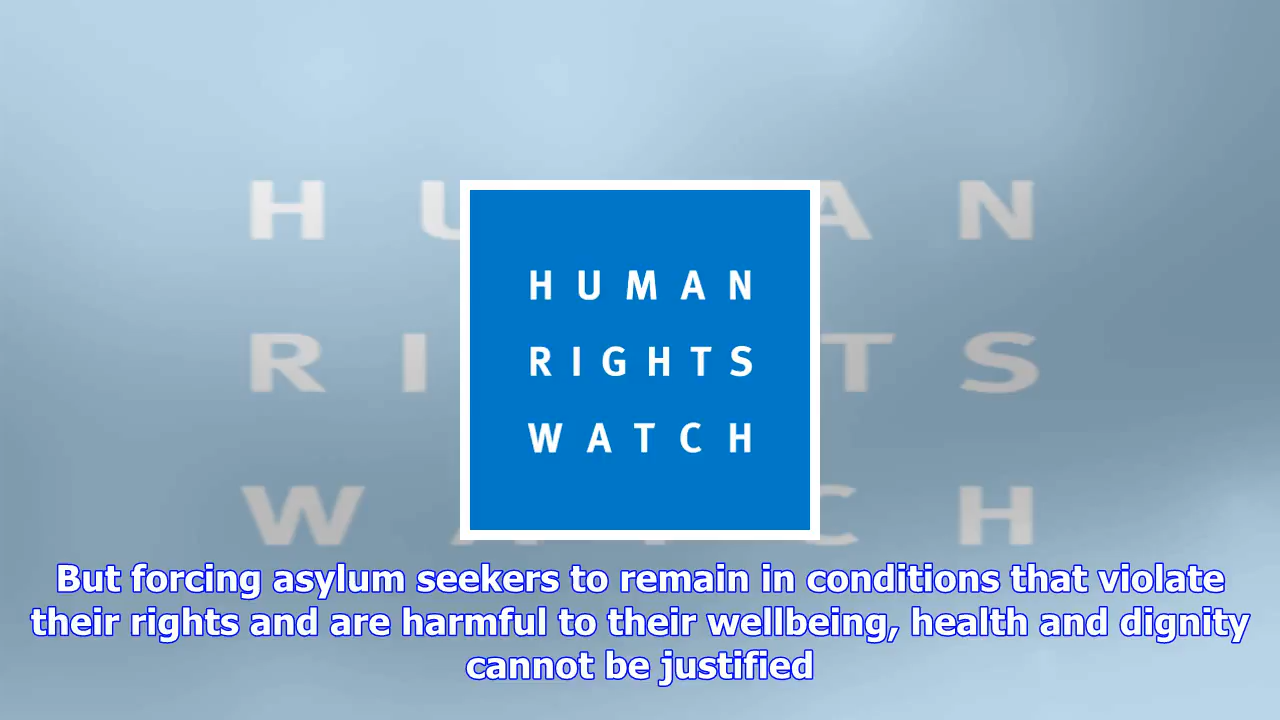 HUMAN
RIGHTS
WATCH
But forcing asylum seekers to remain in conditions that violate
their rights and are harmful to their wellbeing, health and dignity
cannot be justified